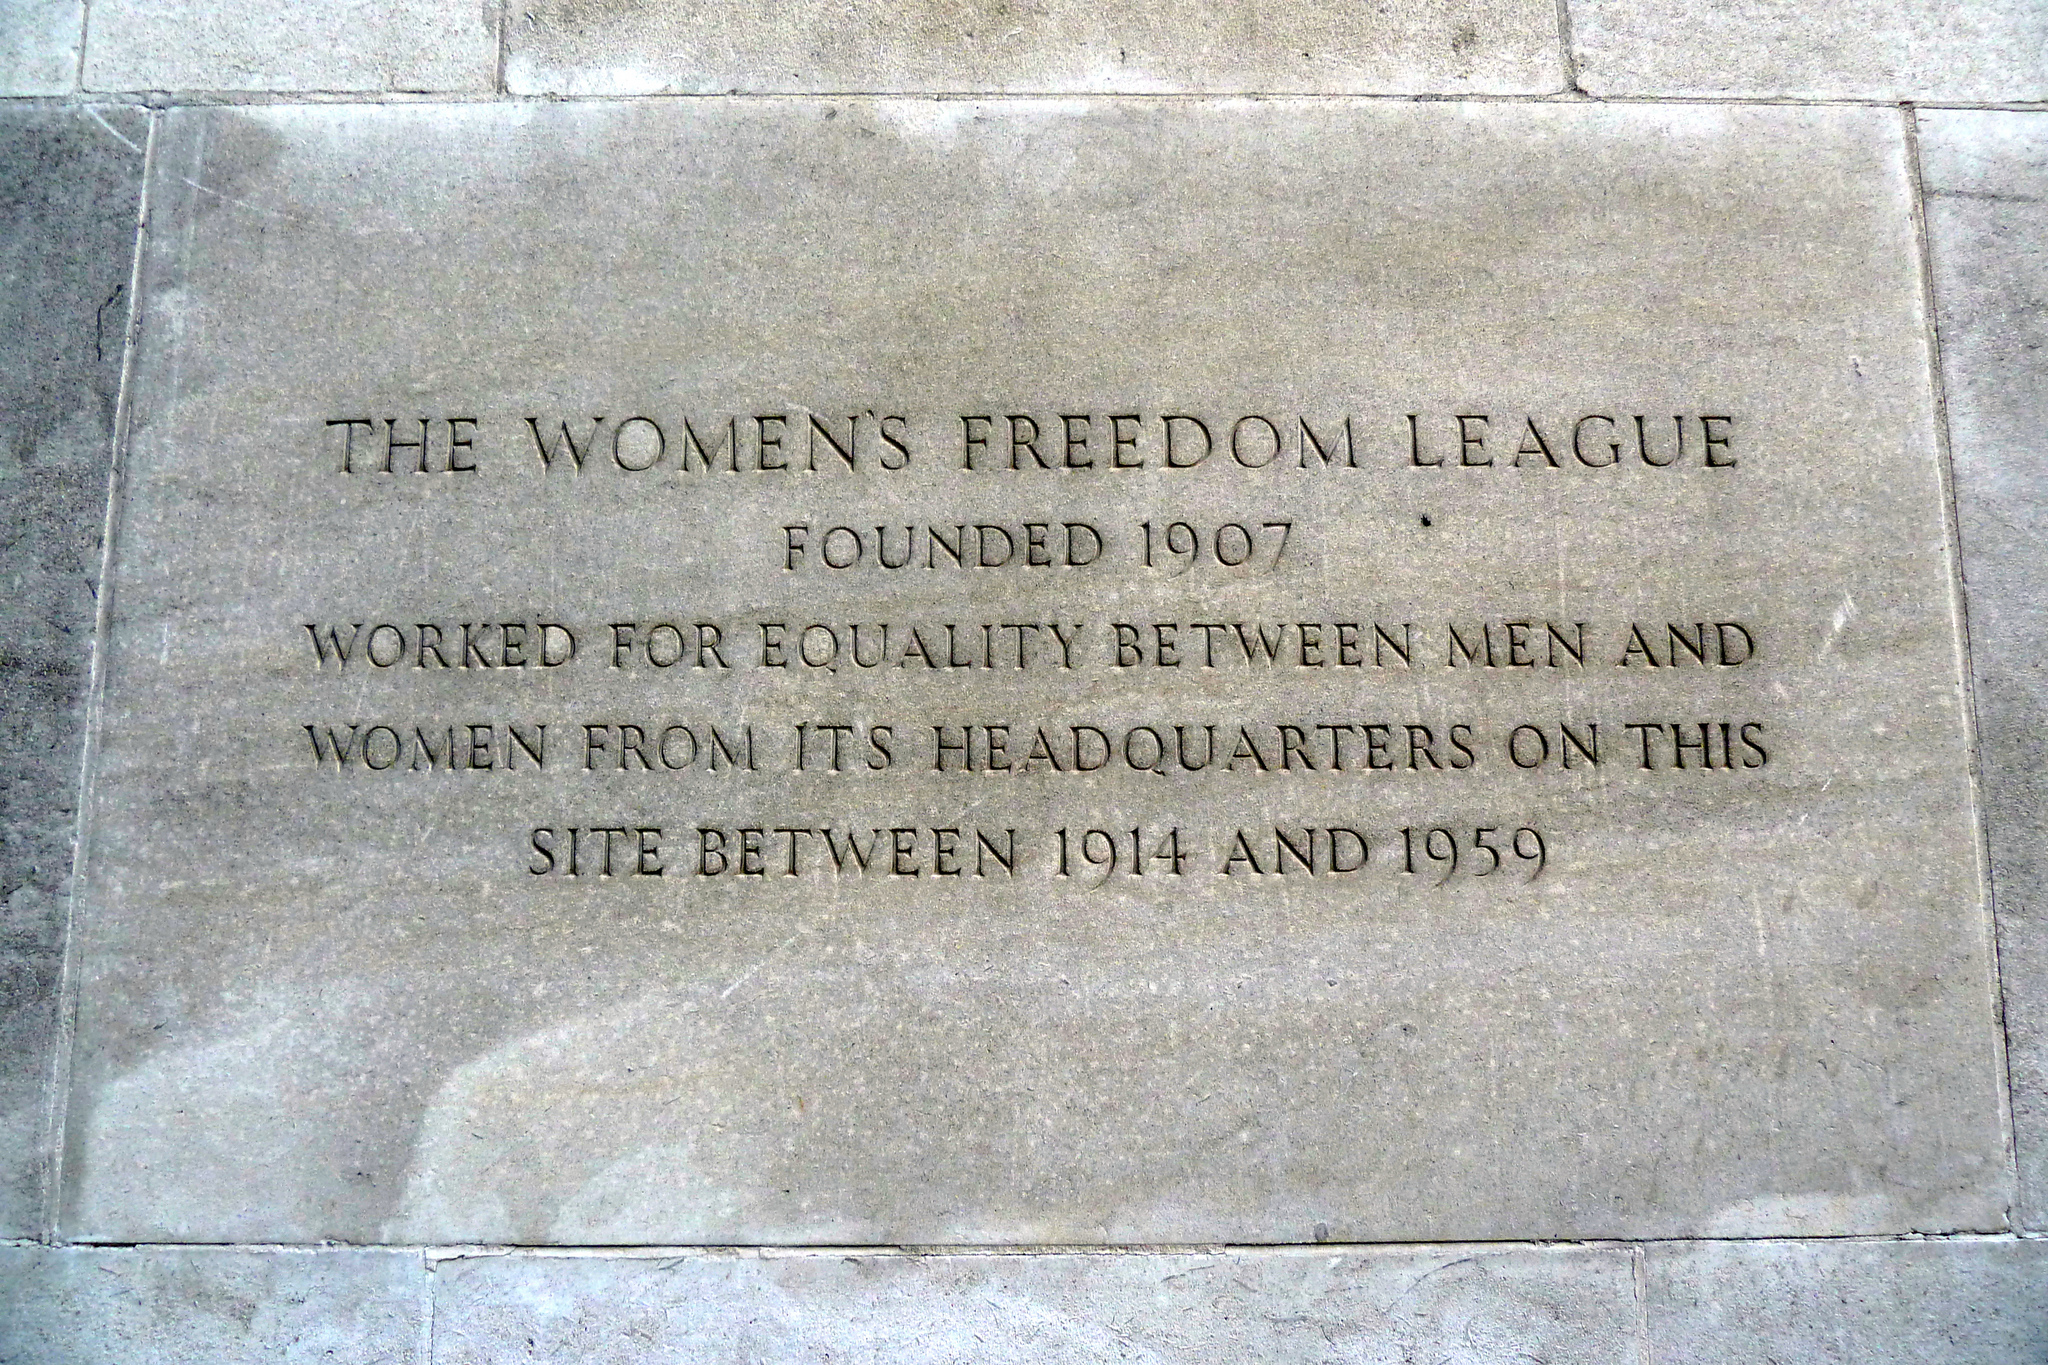 THE WOMEN'S FREEDOM LEAGUE
FOUNDED 1907
WORKED FOR EQUALITY BETWEEN MEN AND
WOMEN FROM ITS HEADQUARTERS ON THIS
SITE BETWEEN 1914 AND 1959